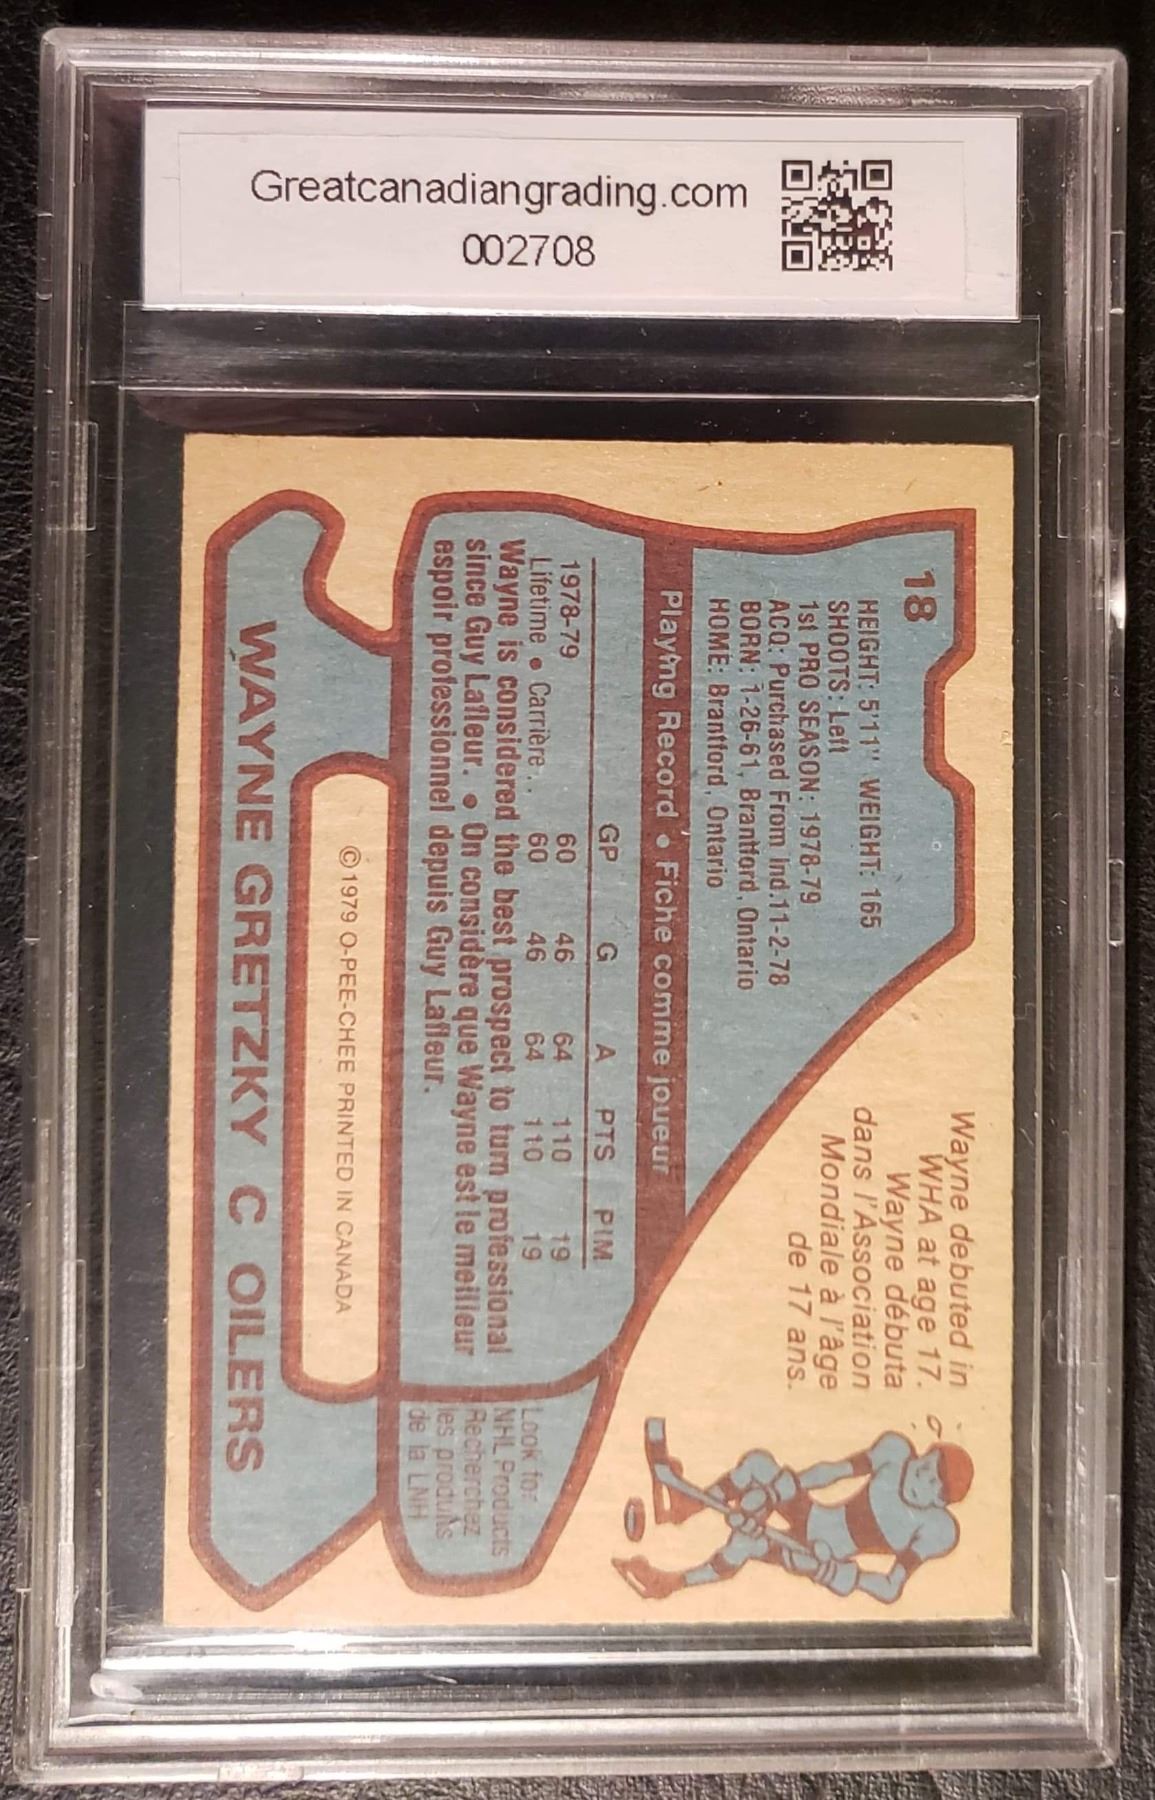 Greatcanadiangrading.com
002708
18
HEIGHT: 5'11" WEIGHT: 165
SHOOTS: Left
1st PRO SEASON: 1978-79
ACQ: Purchased From Ind.11-2-78
BORN: 1-26-61, Brantford, Ontario
HOME: Brantford, Ontario
Wayne debuted in
WHA at age 17.
Wayne débuta
dans l'Association
Mondiale à l'âge
de 17 ans.
Playing Record • Fiche comme joueur
GP G A PTS PIM
1978-79 60 46 64 110 19
Lifetime • Carrière.. 60 46 64 110 19
Wayne is considered the best prospect to turn professional
since Guy Lafleur. • On considère que Wayne est le meilleur
espoir professionnel depuis Guy Lafleur.
Look for
NHL Products
Recherchez
les produits
de la LNH
©1979 O-PEE-CHEE PRINTED IN CANADA
WAYNE GRETZKY C OILERS